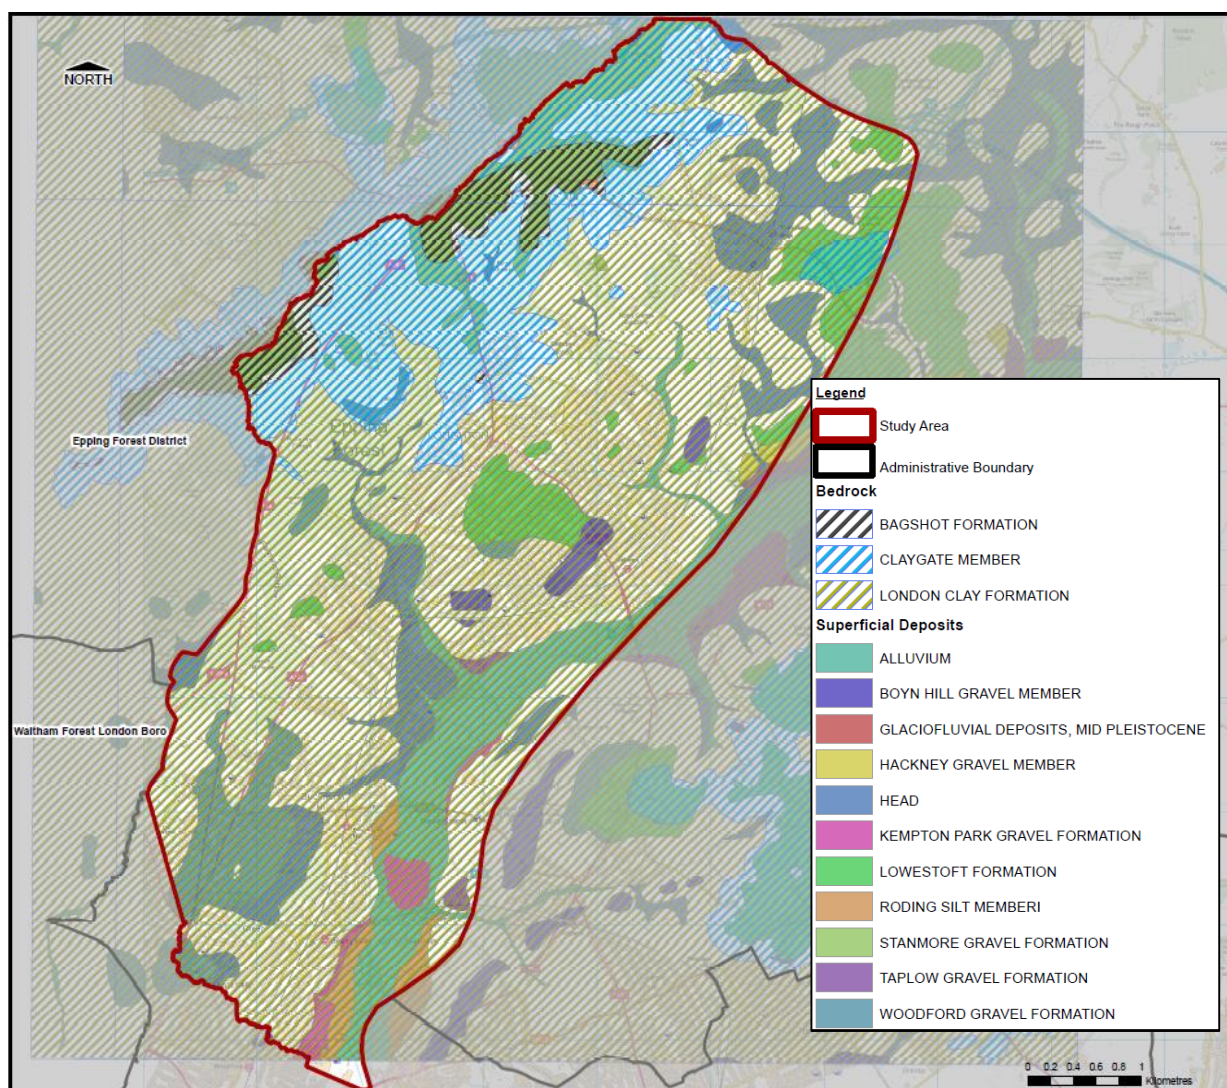 NORTH
Epping Forest District
Epping
Forest
Waltham Forest London Boro
Legend
Study Area
Administrative Boundary
Bedrock
BAGSHOT FORMATION
CLAYGATE MEMBER
LONDON CLAY FORMATION
Superficial Deposits
ALLUVIUM
BOYN HILL GRAVEL MEMBER
GLACIOFLUVIAL DEPOSITS, MID PLEISTOCENE
HACKNEY GRAVEL MEMBER
HEAD
KEMPTON PARK GRAVEL FORMATION
LOWESTOFT FORMATION
RODING SILT MEMBERI
STANMORE GRAVEL FORMATION
TAPLOW GRAVEL FORMATION
WOODFORD GRAVEL FORMATION
0 0.2 0.4 0.6 0.8 1
Kilometres